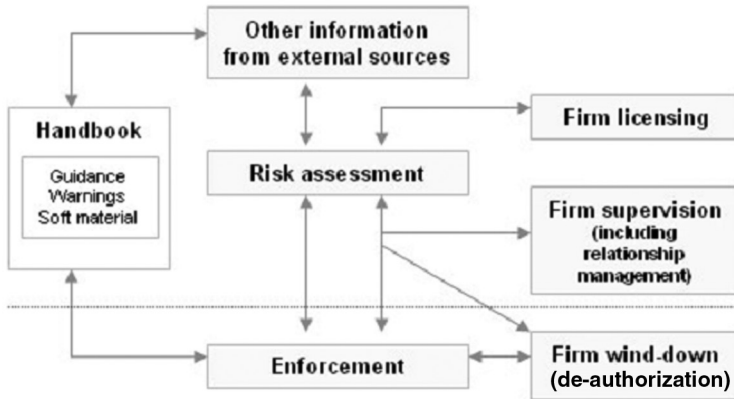 Other information
from external sources
Handbook
Guidance
Warnings
Soft material
Firm licensing
Risk assessment
Firm supervision
(including
relationship
management)
Enforcement
Firm wind-down
(de-authorization)